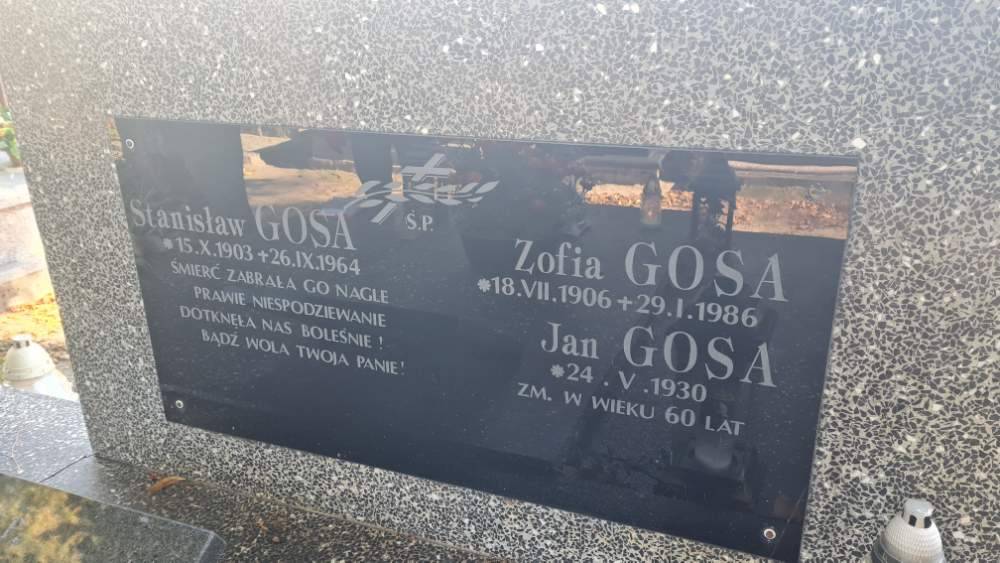 Ś.P.
Stanisław GOSA
*15.X.1903 +26.IX.1964
ŚMIERĆ ZABRAŁA GO NAGLE
PRAWIE NIESPODZIEWANIE
DOTKNĘŁA NAS BOLEŚNIE !
BĄDŹ WOLA TWOJA PANIE!
Zofia GOSA
*18.VII.1906 + 29.I.1986
Jan GOSA
*24.V.1930
ZM. W WIEKU 60 LAT